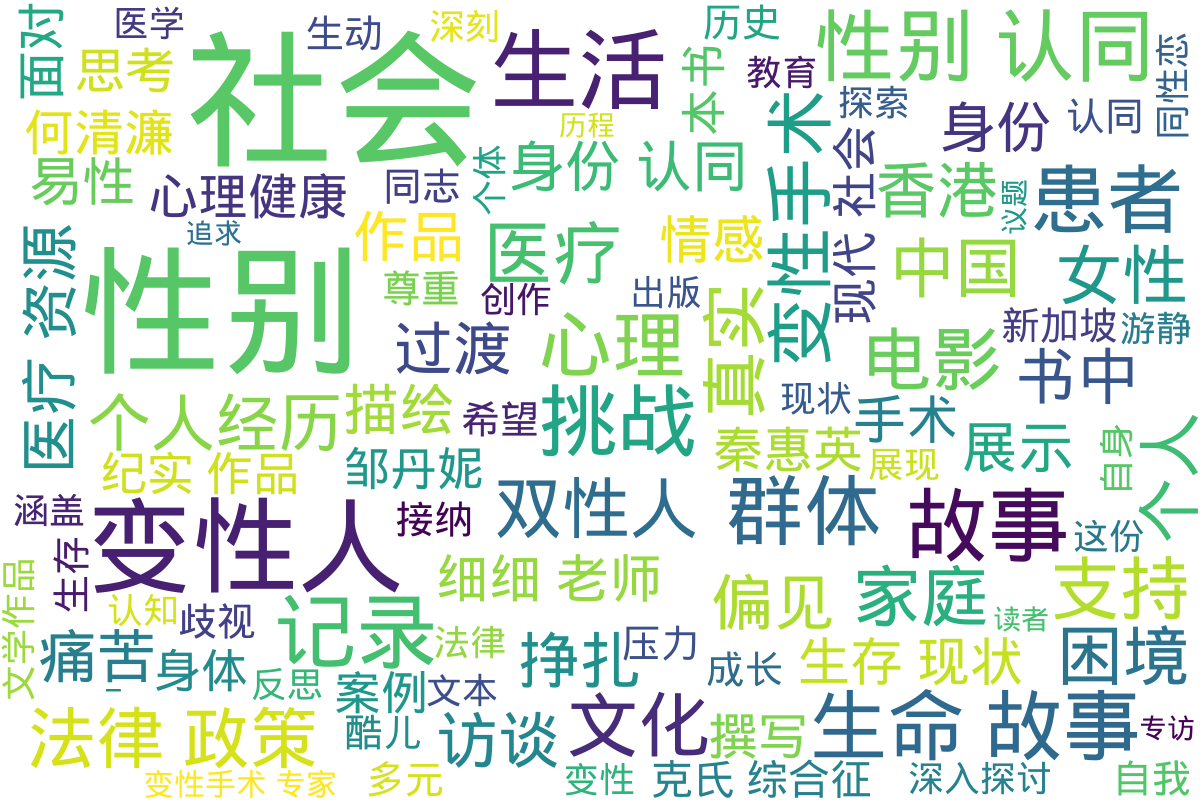 面对
医学
生动
深刻
历史
性别 认同
同性恋
思考
社会
生活
本书
教育
探索
身份
认同
何清濂
历程
变性手术
社会
易性
心理健康
同志
个体
身份 认同
香港
议题
患者
追求
作品
医疗
情感
中国
女性
医疗 资源
尊重
创作
出版
现代
性别
过渡
心理
真实
电影
新加坡
游静
书中
个人经历
描绘
希望
挑战
现状
手术
秦惠英
展现
展示
自身
个人
纪实 作品
邹丹妮
涵盖
变性人
接纳
双性人
群体
故事
这份
生存
细细 老师
偏见
家庭
支持
文学作品
认知
歧视
记录
法律
挣扎
压力
成长
生存 现状
读者
困境
痛苦
一
身体
反思
案例
文本
法律 政策
酷儿
访谈
文化
撰写
生命 故事
专访
变性手术 专家
多元
变性
克氏 综合征
深入探讨
自我